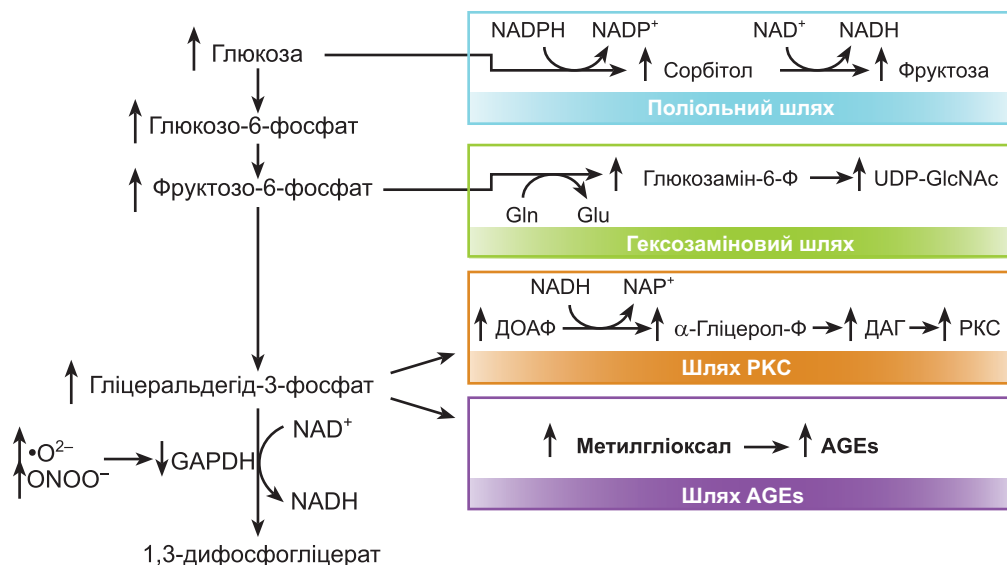 Глюкоза
Глюкозо-6-фосфат
Фруктозо-6-фосфат
Гліцеральдегід-3-фосфат
•O²⁻
ONOO⁻
GAPDH
NAD⁺
NADH
1,3-дифосфогліцерат
NADPH NADP⁺ NAD⁺ NADH
Сорбітол Фруктоза
Поліольний шлях
Глюкозамін-6-Ф UDP-GlcNAc
Gln Glu
Гексозаміновий шлях
NADH NAP⁺
ДОАФ α-Гліцерол-Ф ДАГ РКС
Шлях РКС
Метилгліоксал AGEs
Шлях AGEs